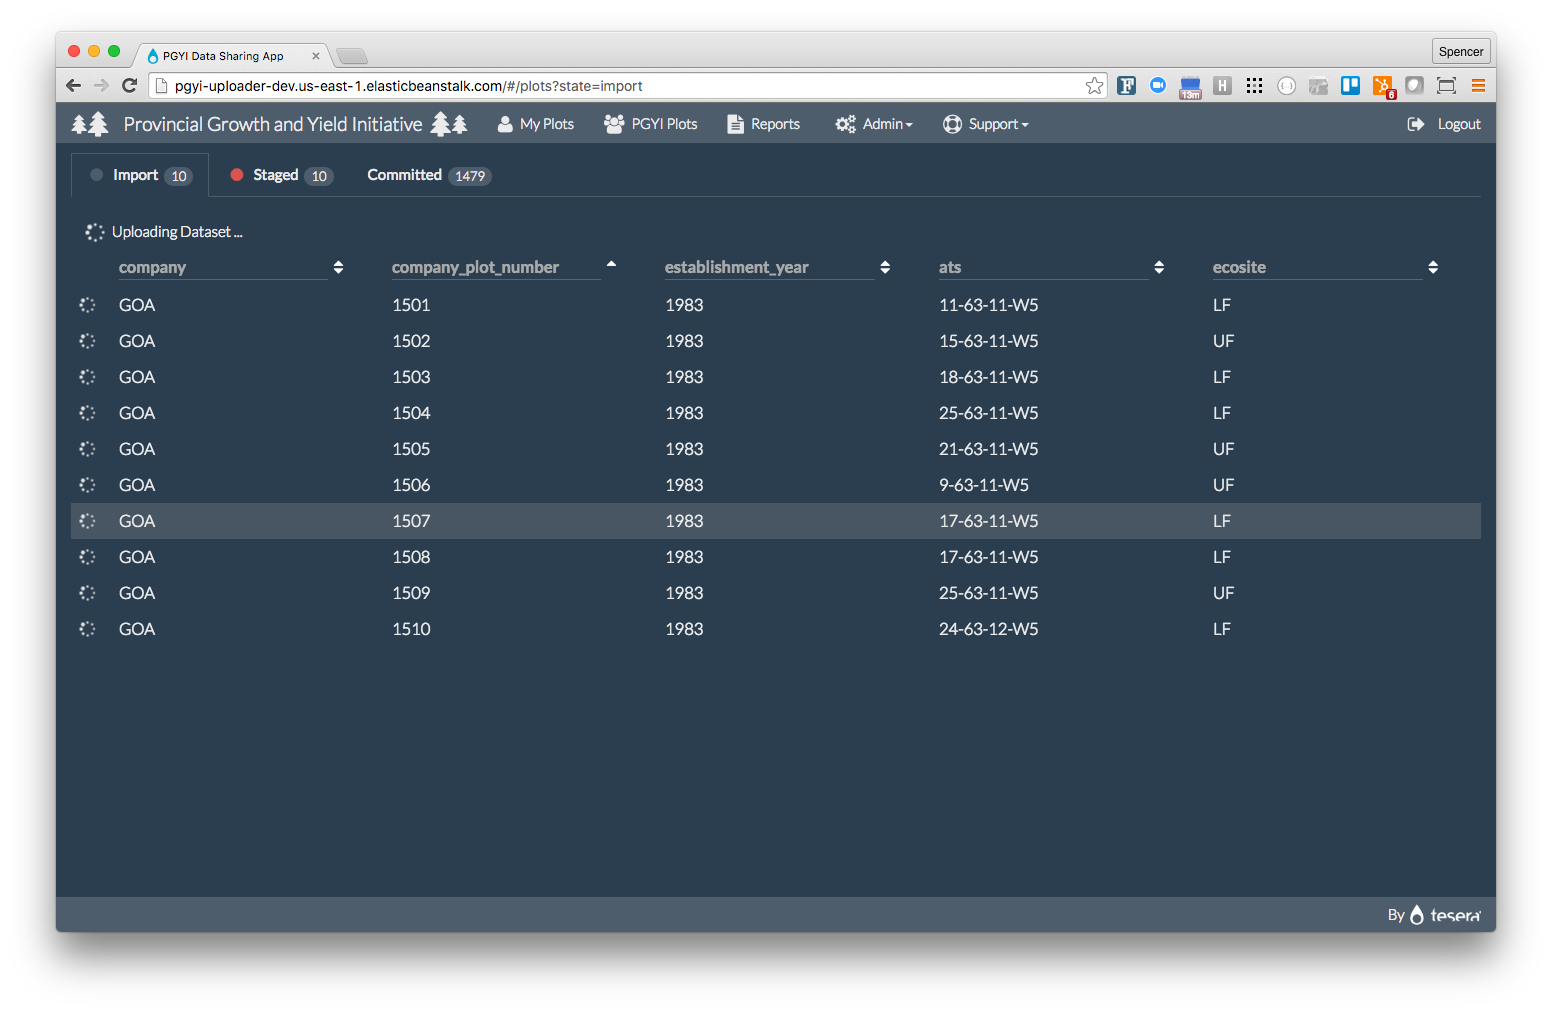 PGYI Data Sharing App
Spencer
pgyi-uploader-dev.us-east-1.elasticbeanstalk.com/#/plots?state=import
F
13m
H
6
Provincial Growth and Yield Initiative
My Plots
PGYI Plots
Reports
Admin
Support
Logout
Import 10
Staged 10
Committed 1479
Uploading Dataset ...
company company_plot_number establishment_year ats ecosite
GOA 1501 1983 11-63-11-W5 LF
GOA 1502 1983 15-63-11-W5 UF
GOA 1503 1983 18-63-11-W5 LF
GOA 1504 1983 25-63-11-W5 LF
GOA 1505 1983 21-63-11-W5 UF
GOA 1506 1983 9-63-11-W5 UF
GOA 1507 1983 17-63-11-W5 LF
GOA 1508 1983 17-63-11-W5 LF
GOA 1509 1983 25-63-11-W5 UF
GOA 1510 1983 24-63-12-W5 LF
By tesera